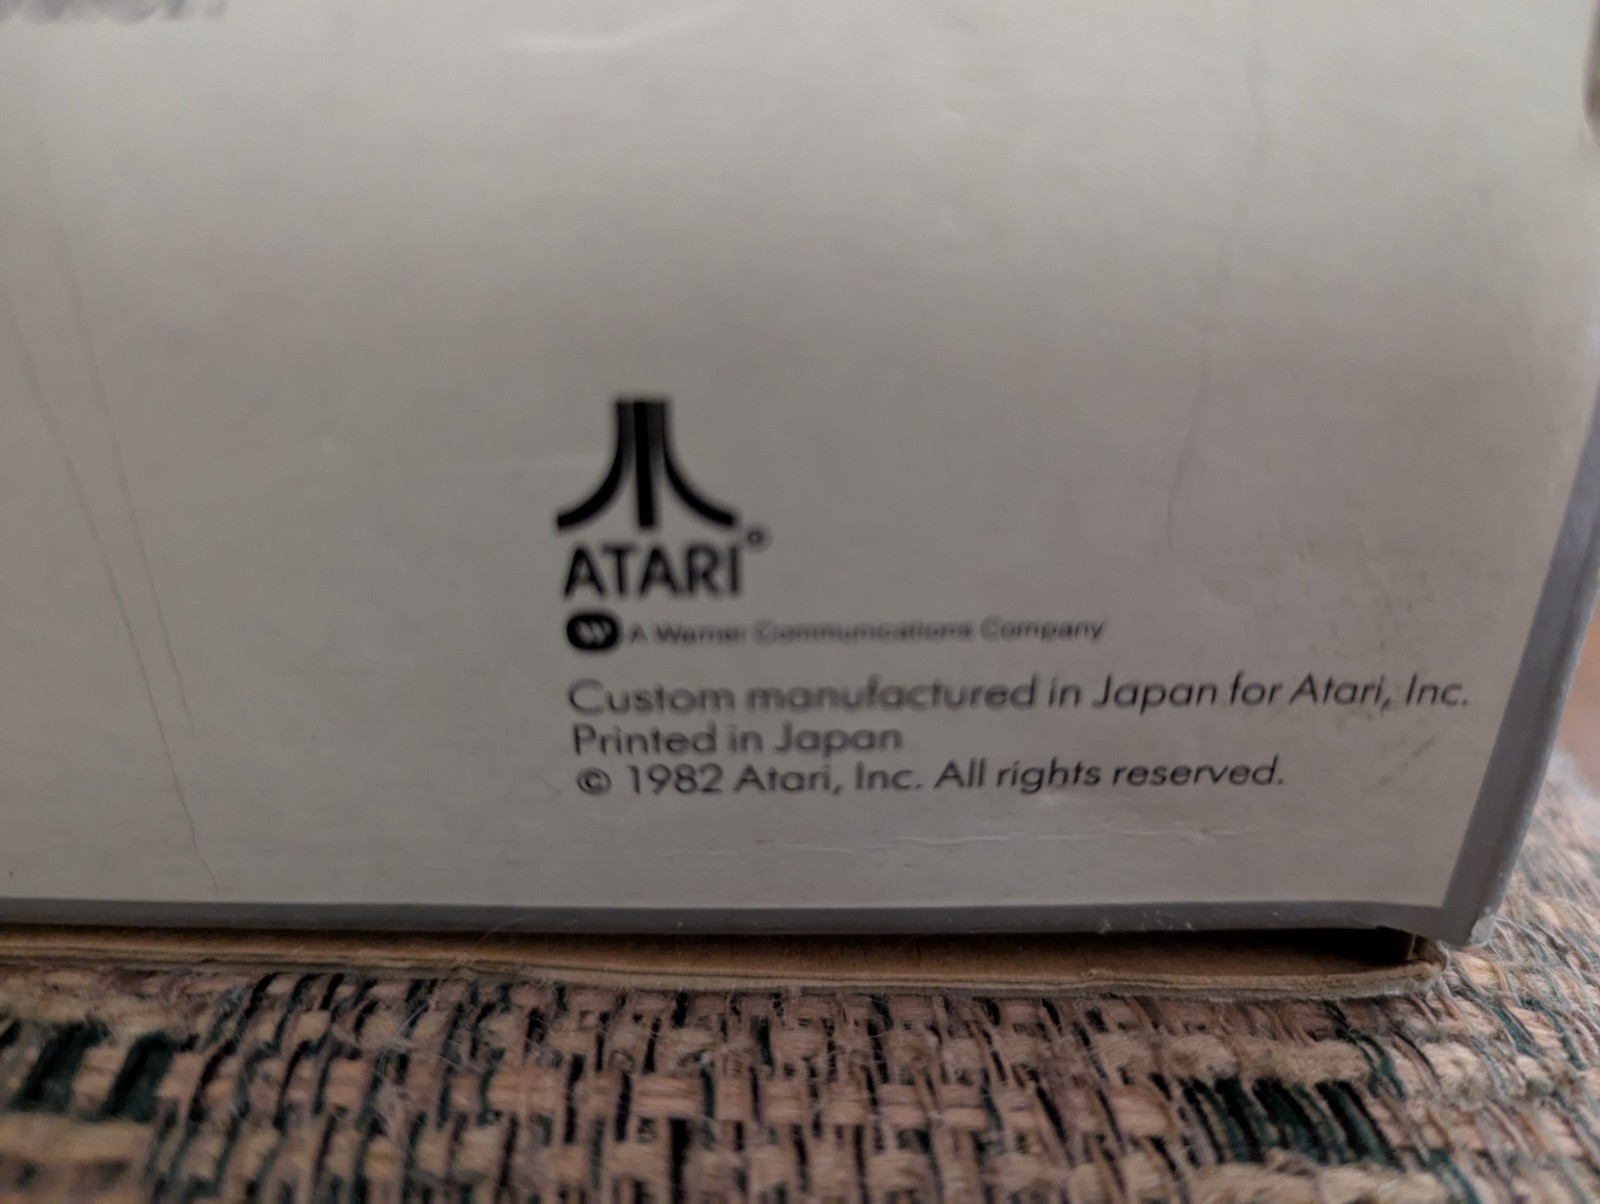 ATARI®
W A Warner Communications Company
Custom manufactured in Japan for Atari, Inc.
Printed in Japan
© 1982 Atari, Inc. All rights reserved.